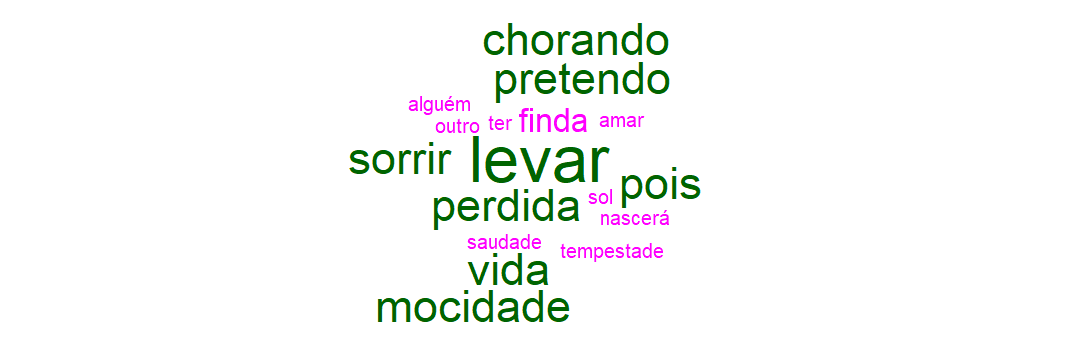 chorando
pretendo
alguém
outro ter finda amar
sorrir levar pois
perdida sol
nascerá
saudade tempestade
vida
mocidade